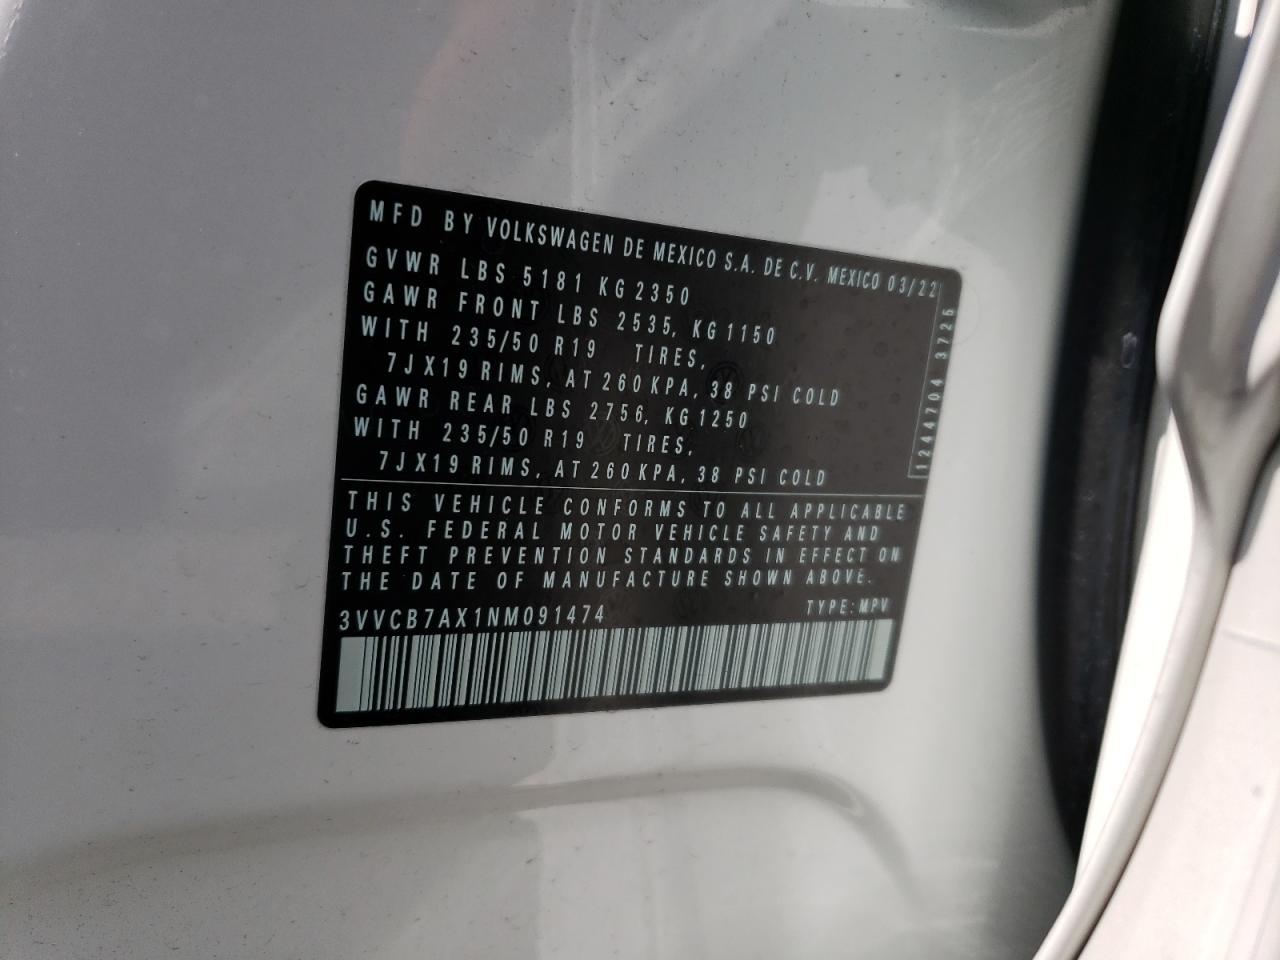 MFD BY VOLKSWAGEN DE MEXICO S.A. DE C.V. MEXICO 03/22
GVWR LBS 5181 KG 2350
GAWR FRONT LBS 2535, KG 1150
WITH 235/50 R19 TIRES,
7JX19 RIMS, AT 260 KPA, 38 PSI COLD
GAWR REAR LBS 2756, KG 1250
WITH 235/50 R19 TIRES,
7JX19 RIMS, AT 260 KPA, 38 PSI COLD
1244704 3725
THIS VEHICLE CONFORMS TO ALL APPLICABLE
U.S. FEDERAL MOTOR VEHICLE SAFETY AND
THEFT PREVENTION STANDARDS IN EFFECT ON
THE DATE OF MANUFACTURE SHOWN ABOVE.
3VVCB7AX1NM091474 TYPE: MPV